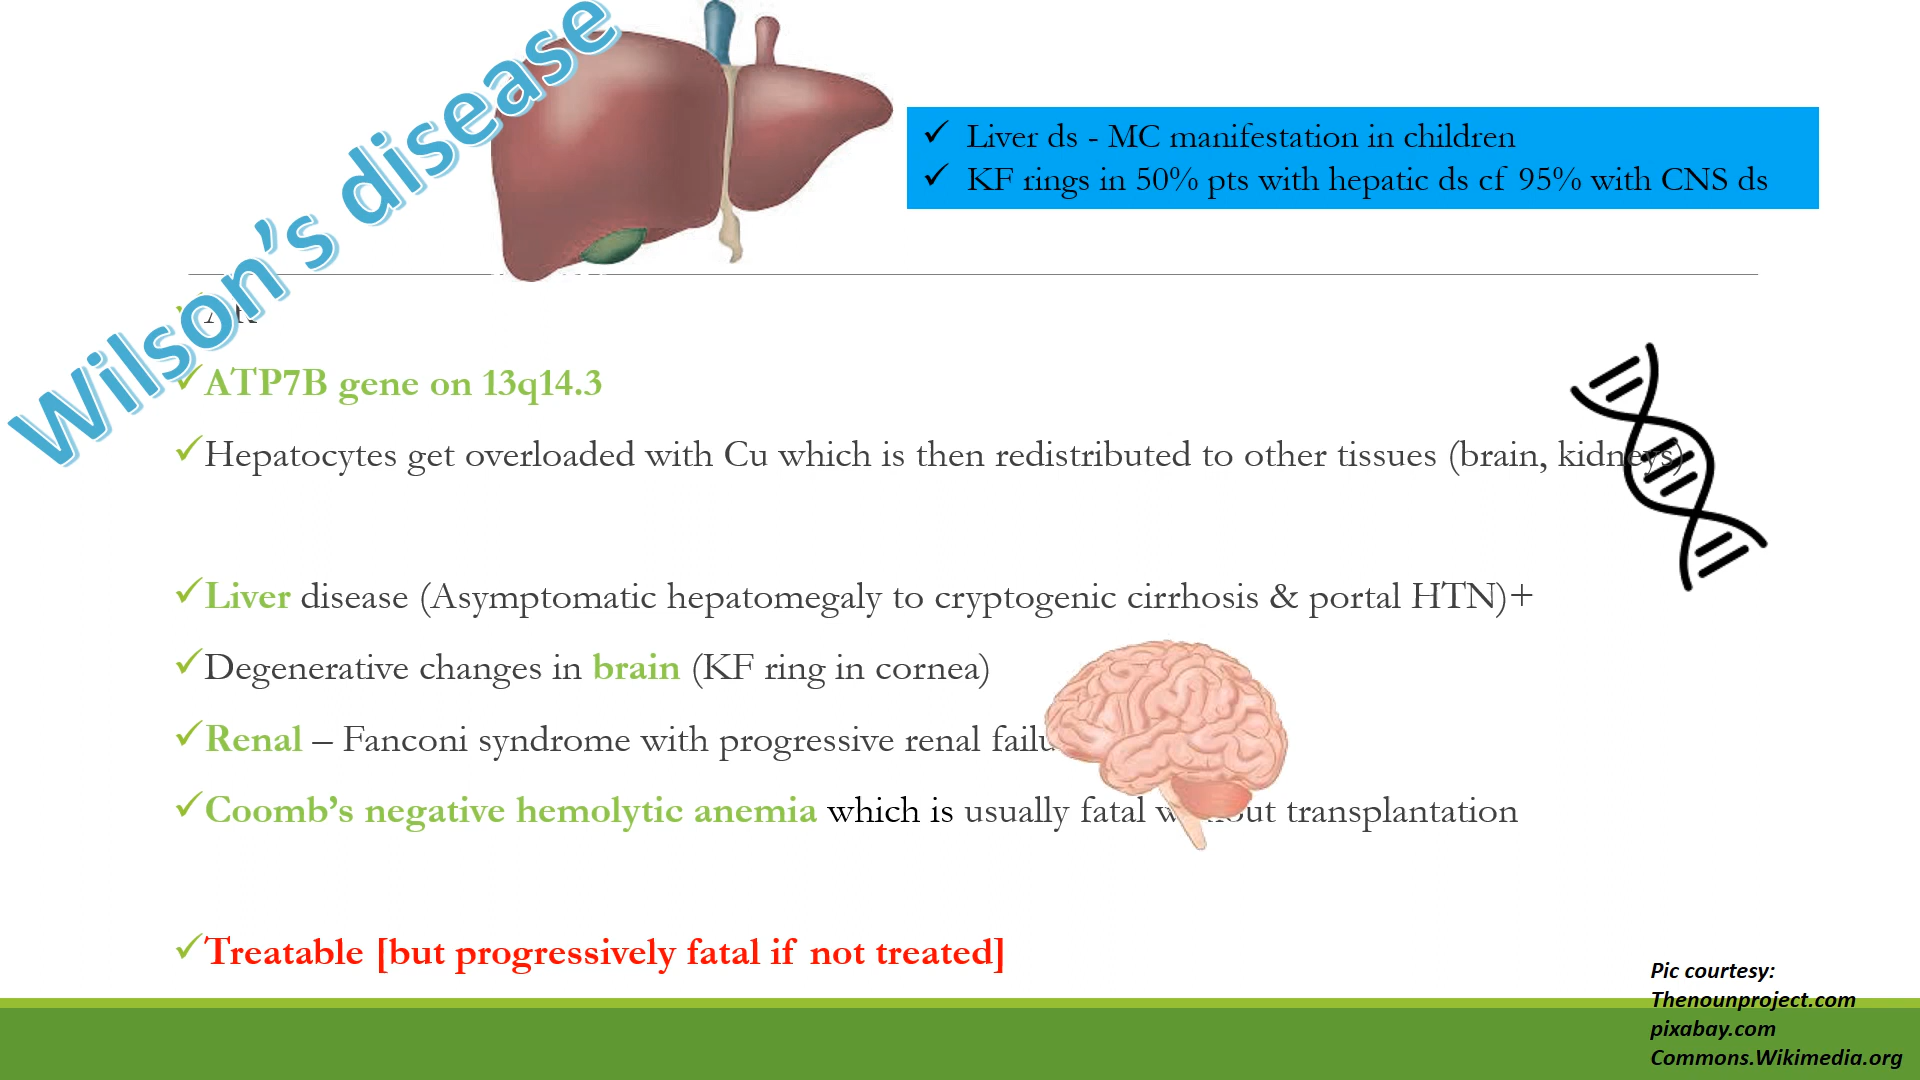 Wilson's disease
✓ Liver ds - MC manifestation in children
✓ KF rings in 50% pts with hepatic ds cf 95% with CNS ds
✓AR
✓ATP7B gene on 13q14.3
✓Hepatocytes get overloaded with Cu which is then redistributed to other tissues (brain, kidneys)
✓Liver disease (Asymptomatic hepatomegaly to cryptogenic cirrhosis & portal HTN)+
✓Degenerative changes in brain (KF ring in cornea)
✓Renal – Fanconi syndrome with progressive renal failu
✓Coomb's negative hemolytic anemia which is usually fatal without transplantation
✓Treatable [but progressively fatal if not treated]
Pic courtesy:
Thenounproject.com
pixabay.com
Commons.Wikimedia.org